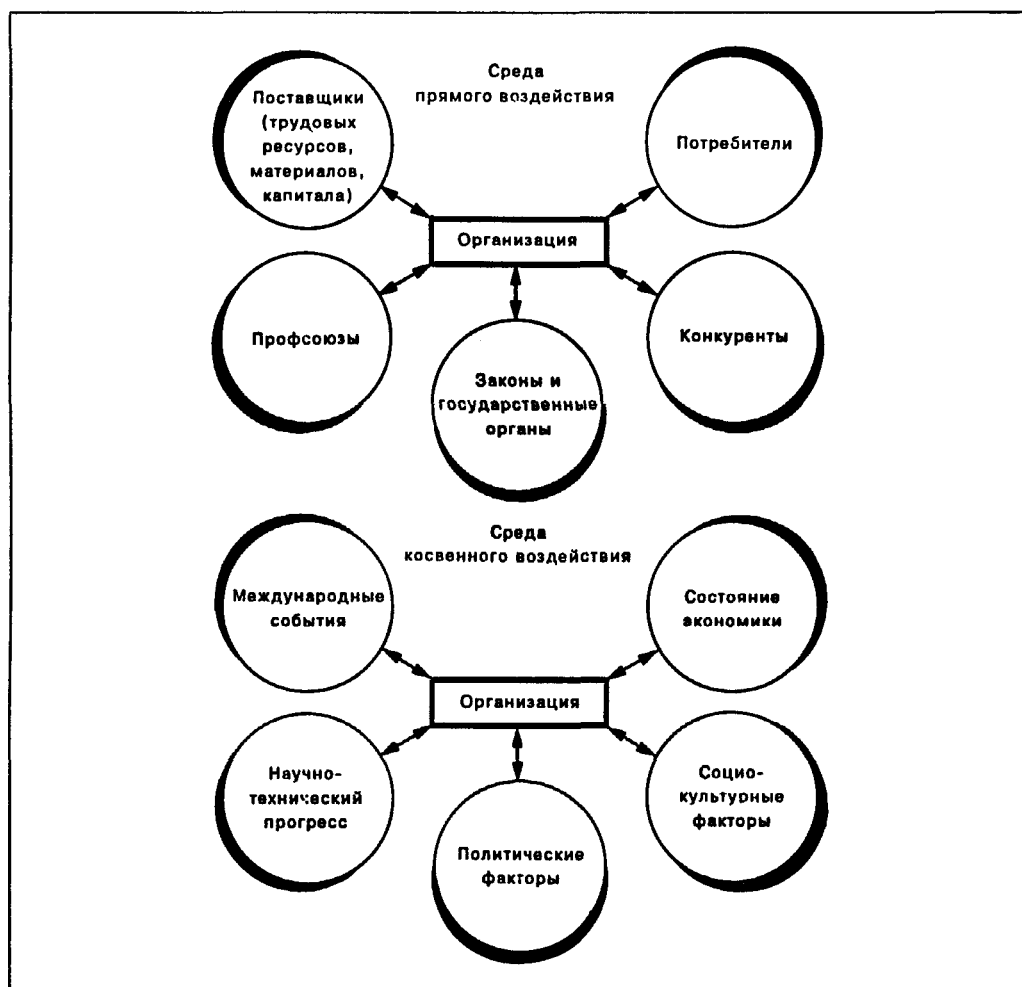 Среда
прямого воздействия
Поставщики
(трудовых
ресурсов,
материалов,
капитала)
Потребители
Организация
Профсоюзы
Конкуренты
Законы и
государственные
органы
Среда
косвенного воздействия
Международные
события
Состояние
экономики
Организация
Научно-
технический
прогресс
Социо-
культурные
факторы
Политические
факторы